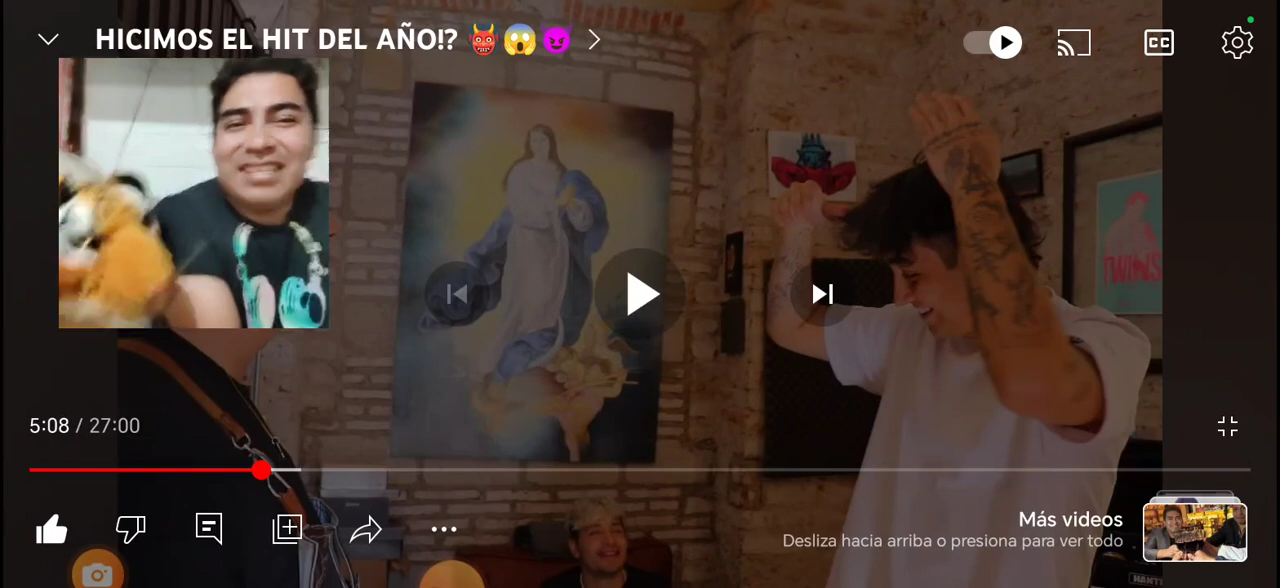 HICIMOS EL HIT DEL AÑO!? 👹😱😈
CC
TWINS
5:08 / 27:00
Más videos
Desliza hacia arriba o presiona para ver todo